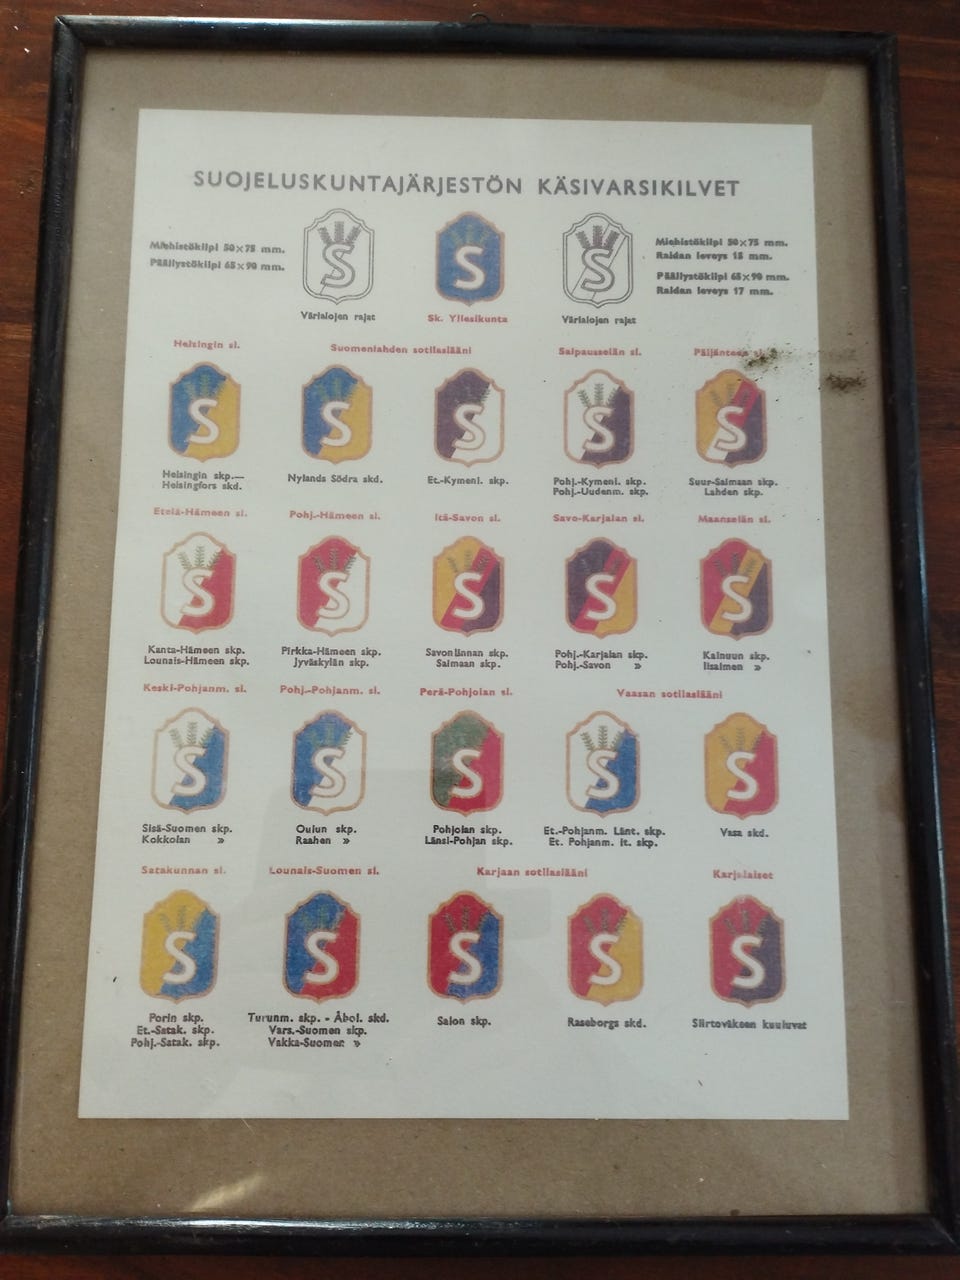 SUOJELUSKUNTAJÄRJESTÖN KÄSIVARSIKILVET
Miehistökilpi 50×75 mm.
Päällystökilpi 65×90 mm.
S
Värialojen rajat
S
Sk. Yliesikunta
S
Värialojen rajat
Miehistökilpi 50×75 mm.
Raidan leveys 15 mm.
Päällystökilpi 65×90 mm.
Raidan leveys 17 mm.
Helsingin sl.
Suomenlahden sotilaslääni
Salpausselän sl.
Päijänteen sl.
S
S
S
S
S
Helsingin skp.—
Helsingfors skd.
Nylands Södra skd.
Et.-Kymenl. skp.
Pohj.-Kymenl. skp.
Pohj.-Uudenm. skp.
Suur-Saimaan skp.
Lahden skp.
Etelä-Hämeen sl.
Pohj.-Hämeen sl.
Itä-Savon sl.
Savo-Karjalan sl.
Maanselän sl.
S
S
S
S
S
Kanta-Hämeen skp.
Lounais-Hämeen skp.
Pirkka-Hämeen skp.
Jyväskylän skp.
Savonlinnan skp.
Saimaan skp.
Pohj.-Karjalan skp.
Pohj.-Savon »
Kainuun skp.
Iisalmen »
Keski-Pohjanm. sl.
Pohj.-Pohjanm. sl.
Perä-Pohjolan sl.
Vaasan sotilaslääni
S
S
S
S
S
Sisä-Suomen skp.
Kokkolan »
Oulun skp.
Raahen »
Pohjolan skp.
Länsi-Pohjan skp.
Et.-Pohjanm. Länt. skp.
Et. Pohjanm. It. skp.
Vasa skd.
Satakunnan sl.
Lounais-Suomen sl.
Karjaan sotilaslääni
Karjalaiset
S
S
S
S
S
Porin skp.
Et.-Satak. skp.
Pohj.-Satak. skp.
Turunm. skp. - Åbol. skd.
Vars.-Suomen skp.
Vakka-Suomen »
Salon skp.
Raseborgs skd.
Siirtoväkeen kuuluvat